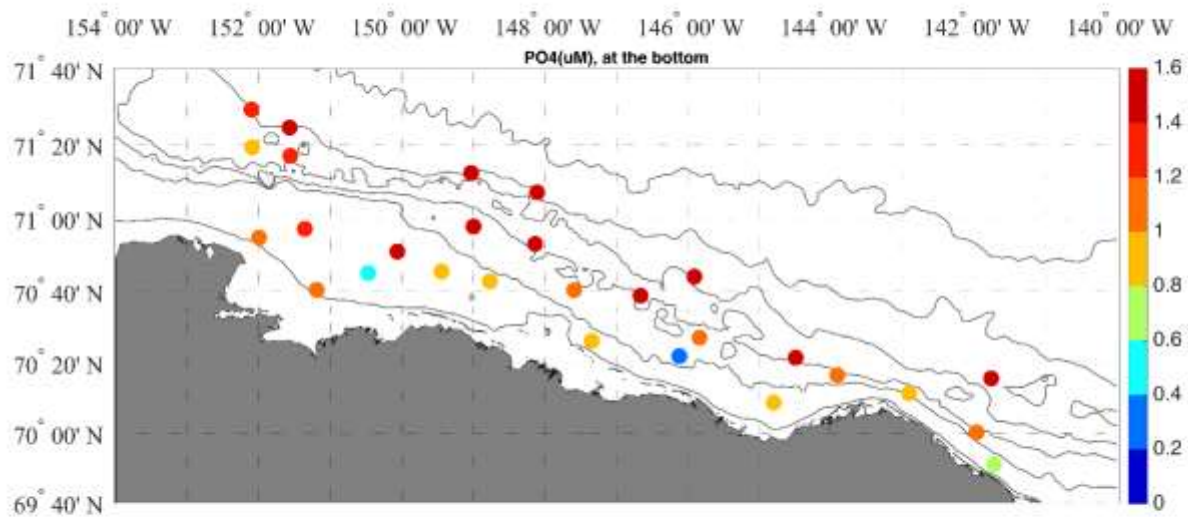 154° 00' W 152° 00' W 150° 00' W 148° 00' W 146° 00' W 144° 00' W 142° 00' W 140° 00' W
PO4(uM), at the bottom
71° 40' N
71° 20' N
71° 00' N
70° 40' N
70° 20' N
70° 00' N
69° 40' N
1.6
1.4
1.2
1
0.8
0.6
0.4
0.2
0